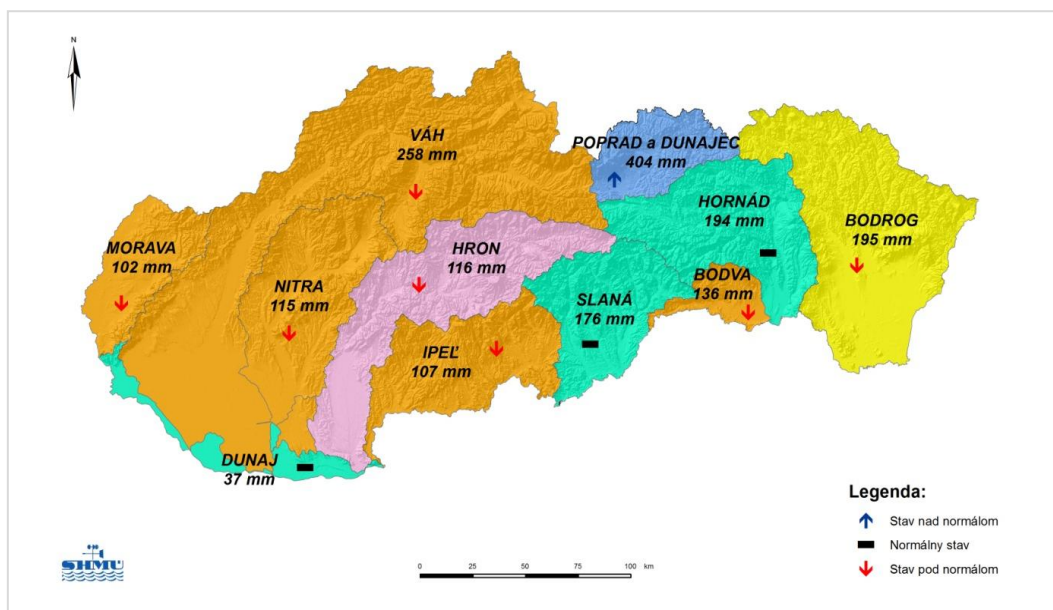 N
VÁH
258 mm
POPRAD a DUNAJEC
404 mm
HORNÁD
194 mm
BODROG
195 mm
MORAVA
102 mm
HRON
116 mm
NITRA
115 mm
BODVA
136 mm
SLANÁ
176 mm
IPEĽ
107 mm
DUNAJ
37 mm
Legenda:
Stav nad normálom
Normálny stav
Stav pod normálom
SHMÚ
0 25 50 75 100 km